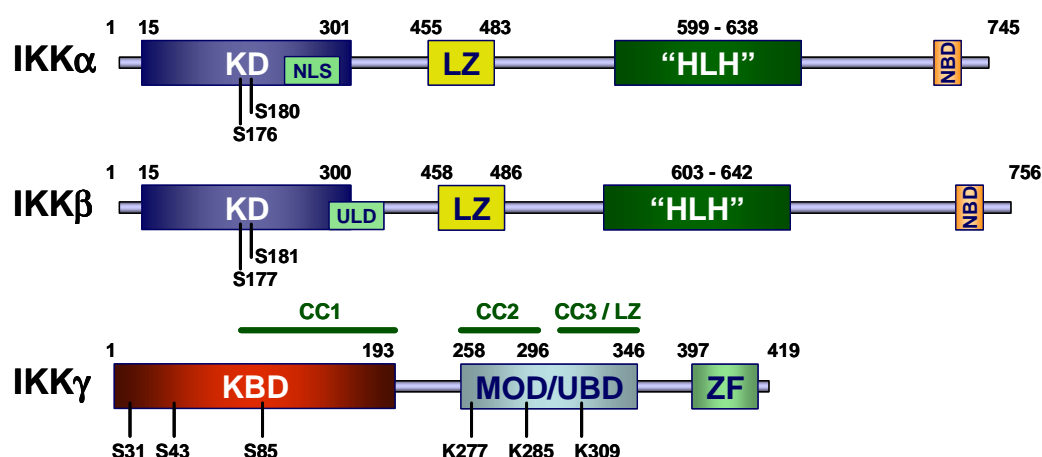 1 15 301 455 483 599 - 638 745
IKKα KD NLS LZ “HLH” NBD
S180
S176
1 15 300 458 486 603 - 642 756
IKKβ KD ULD LZ “HLH” NBD
S181
S177
CC1 CC2 CC3 / LZ
1 193 258 296 346 397 419
IKKγ KBD MOD/UBD ZF
S31 S43 S85 K277 K285 K309